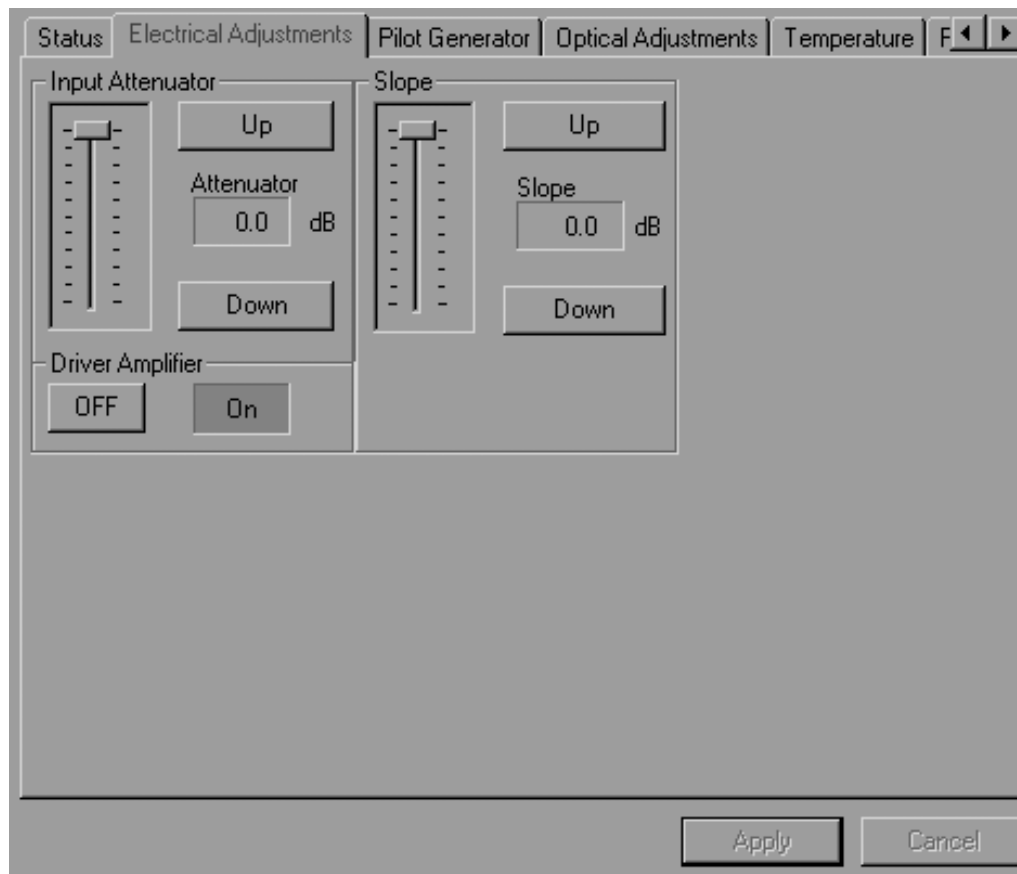 Status Electrical Adjustments Pilot Generator Optical Adjustments Temperature
Input Attenuator
Up
Attenuator
0.0 dB
Down
Driver Amplifier
OFF On
Slope
Up
Slope
0.0 dB
Down
Apply Cancel